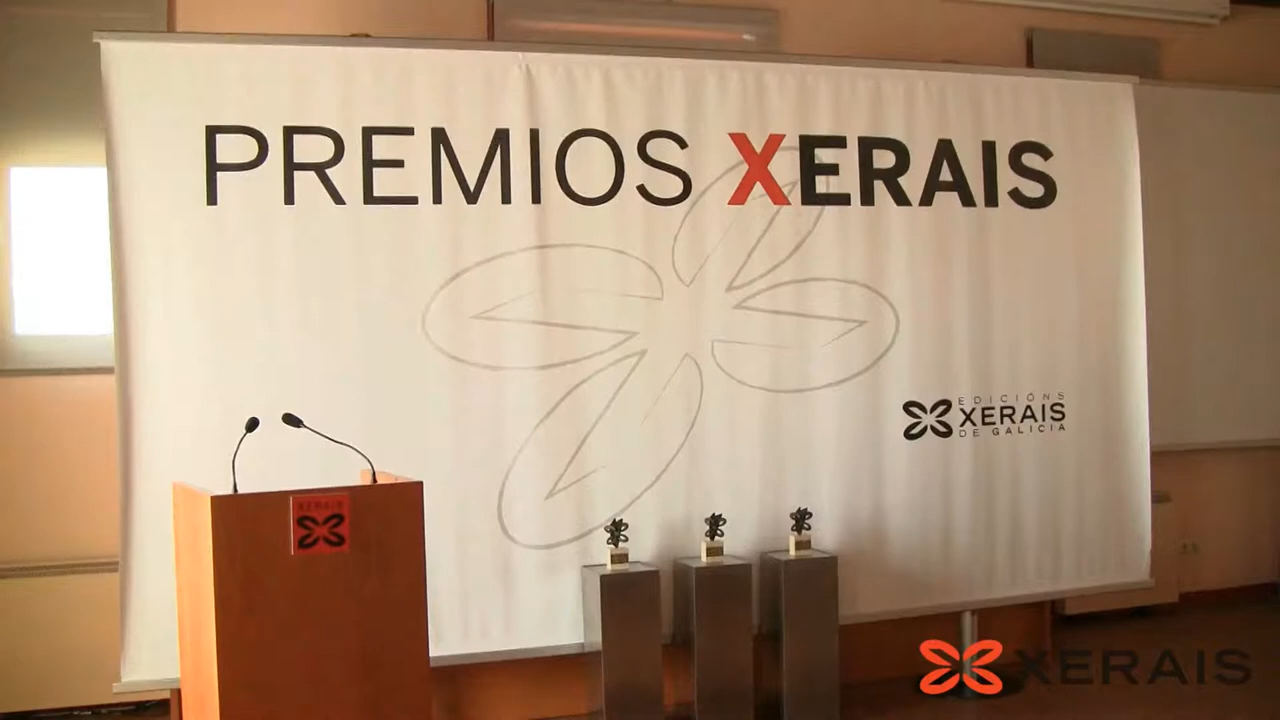 PREMIOS XERAIS
EDICIÓNS
XERAIS
DE GALICIA
XERAIS
XERAIS